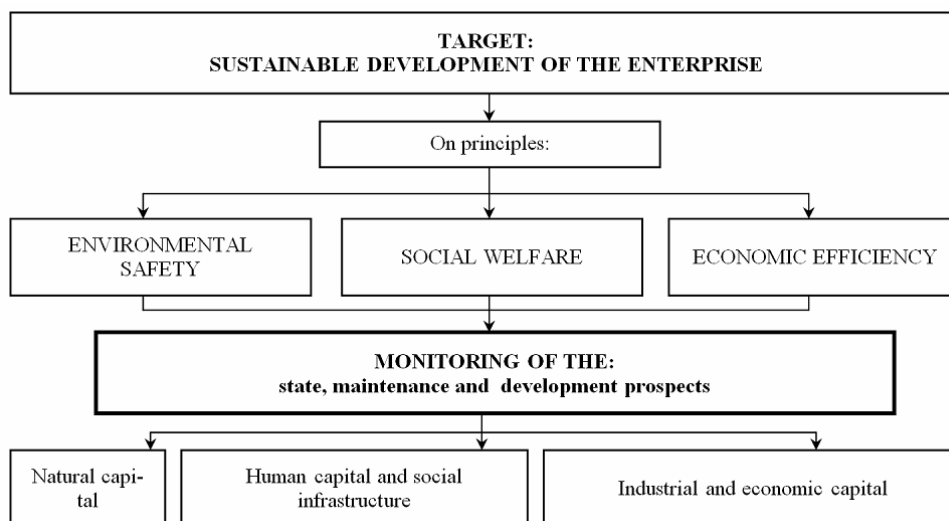 TARGET:
SUSTAINABLE DEVELOPMENT OF THE ENTERPRISE
On principles:
ENVIRONMENTAL
SAFETY
SOCIAL WELFARE
ECONOMIC EFFICIENCY
MONITORING OF THE:
state, maintenance and development prospects
Natural capi-
tal
Human capital and social
infrastructure
Industrial and economic capital